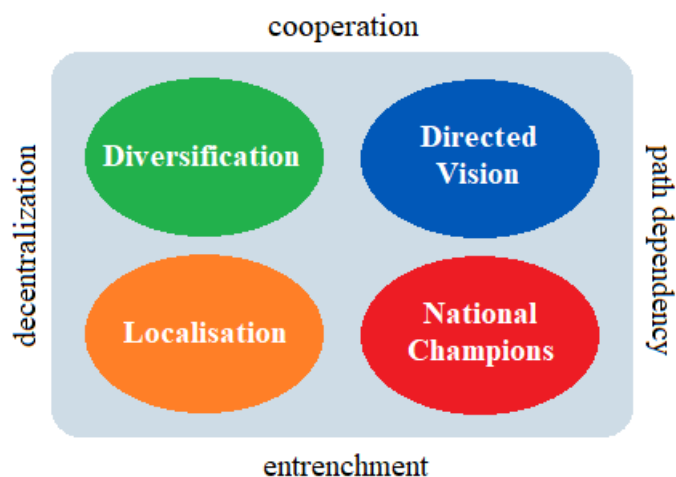 cooperation
decentralization
Diversification
Directed
Vision
path dependency
Localisation
National
Champions
entrenchment